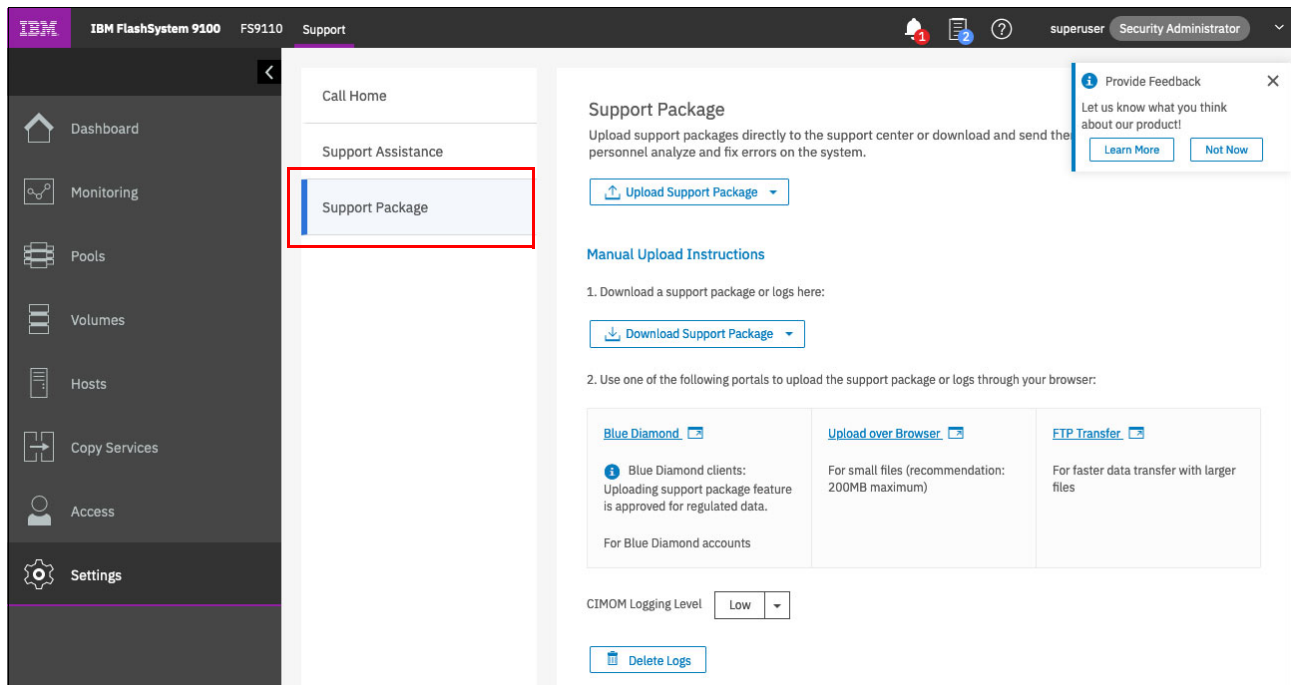 IBM
IBM FlashSystem 9100 FS9110 Support
1
2
?
superuser Security Administrator
Dashboard
Monitoring
Pools
Volumes
Hosts
Copy Services
Access
Settings
Call Home
Support Assistance
Support Package
Support Package
Upload support packages directly to the support center or download and send
personnel analyze and fix errors on the system.
Upload Support Package
Manual Upload Instructions
1. Download a support package or logs here:
Download Support Package
2. Use one of the following portals to upload the support package or logs through your browser:
Blue Diamond
Blue Diamond clients:
Uploading support package feature
is approved for regulated data.
For Blue Diamond accounts
Upload over Browser
For small files (recommendation:
200MB maximum)
FTP Transfer
For faster data transfer with larger
files
CIMOM Logging Level Low
Delete Logs
Provide Feedback
Let us know what you think
about our product!
Learn More Not Now